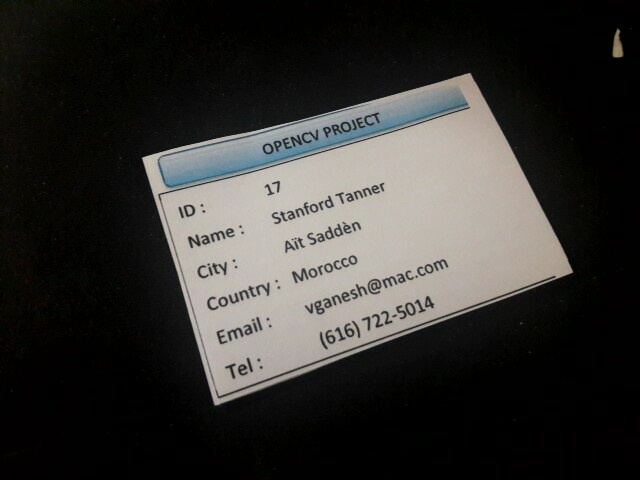 OPENCV PROJECT
ID : 17
Name : Stanford Tanner
City : Aït Saddèn
Country : Morocco
Email : vganesh@mac.com
Tel : (616) 722-5014